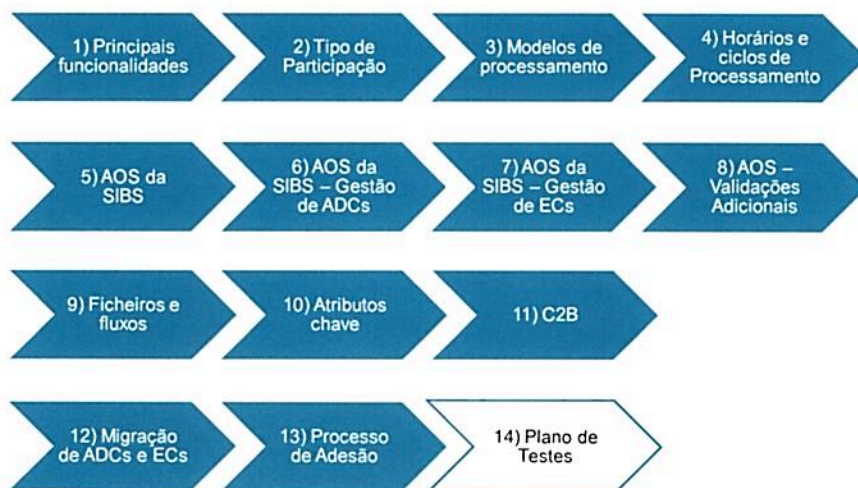 1) Principais
funcionalidades
2) Tipo de
Participação
3) Modelos de
processamento
4) Horários e
ciclos de
Processamento
5) AOS da
SIBS
6) AOS da
SIBS – Gestão
de ADCs
7) AOS da
SIBS – Gestão
de ECs
8) AOS –
Validações
Adicionais
9) Ficheiros e
fluxos
10) Atributos
chave
11) C2B
12) Migração
de ADCs e ECs
13) Processo
de Adesão
14) Plano de
Testes